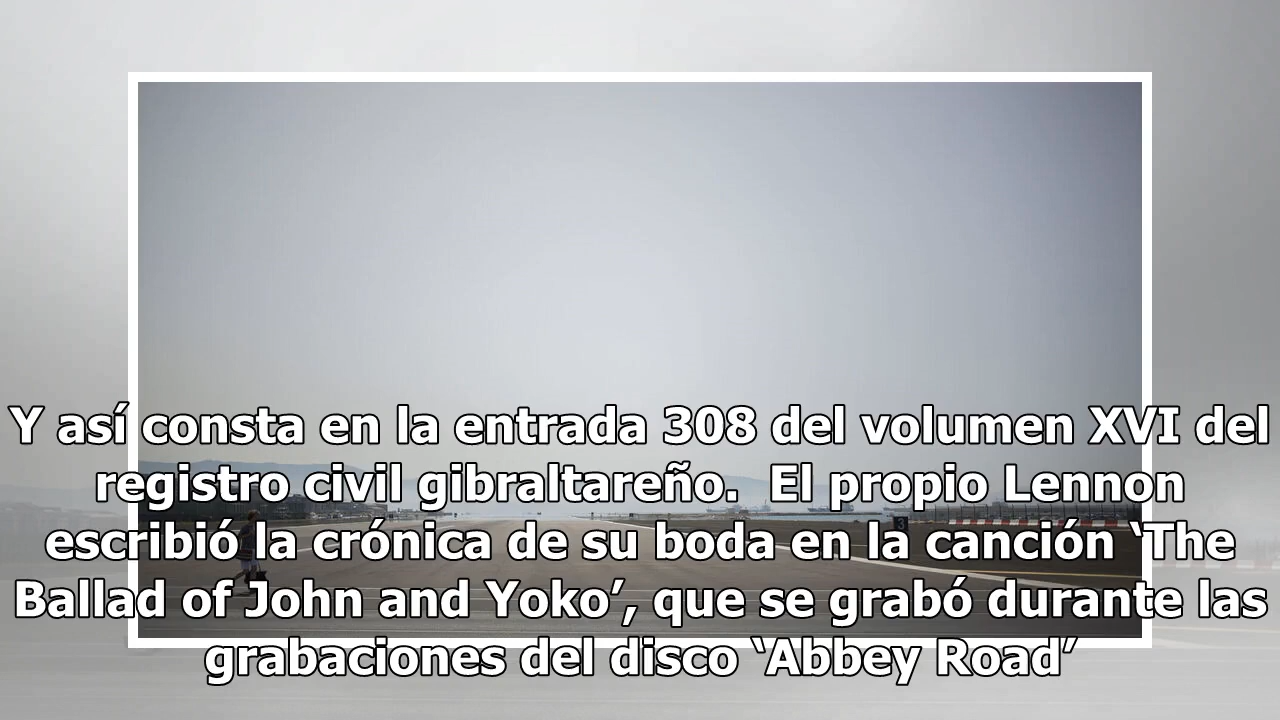 Y así consta en la entrada 308 del volumen XVI del
registro civil gibraltareño.  El propio Lennon
escribió la crónica de su boda en la canción ‘The
Ballad of John and Yoko’, que se grabó durante las
grabaciones del disco ‘Abbey Road’
3